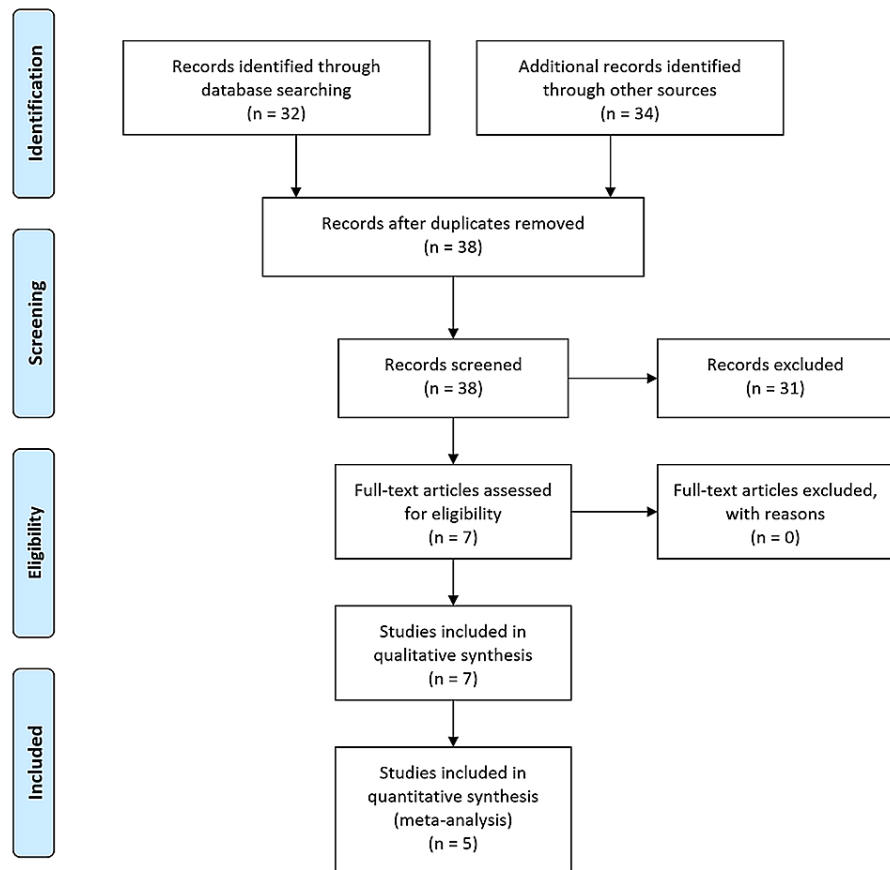 Identification
Records identified through
database searching
(n = 32)
Additional records identified
through other sources
(n = 34)
Records after duplicates removed
(n = 38)
Screening
Records screened
(n = 38)
Records excluded
(n = 31)
Eligibility
Full-text articles assessed
for eligibility
(n = 7)
Full-text articles excluded,
with reasons
(n = 0)
Studies included in
qualitative synthesis
(n = 7)
Included
Studies included in
quantitative synthesis
(meta-analysis)
(n = 5)